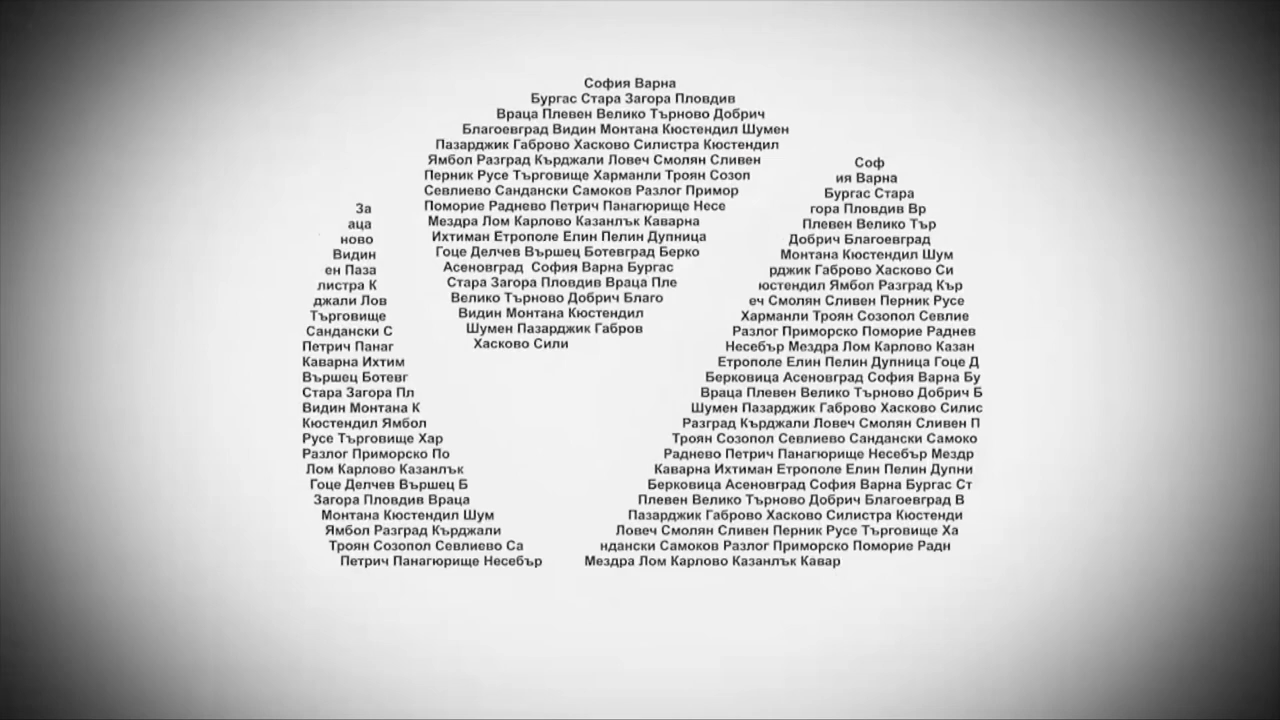 София Варна
Бургас Стара Загора Пловдив
Враца Плевен Велико Търново Добрич
Благоевград Видин Монтана Кюстендил Шумен
Пазарджик Габрово Хасково Силистра Кюстендил
Ямбол Разград Кърджали Ловеч Смолян Сливен
Перник Русе Търговище Харманли Троян Созоп
Севлиево Сандански Самоков Разлог Примор
Поморие Раднево Петрич Панагюрище Несе
Мездра Лом Карлово Казанлък Каварна
Ихтиман Етрополе Елин Пелин Дупница
Гоце Делчев Вършец Ботевград Берко
Асеновград София Варна Бургас
Стара Загора Пловдив Враца Пле
Велико Търново Добрич Благо
Видин Монтана Кюстендил
Шумен Пазарджик Габров
Хасково Сили
За
аца
ново
Видин
ен Паза
листра К
джали Лов
Търговище
Сандански С
Петрич Панаг
Каварна Ихтим
Вършец Ботевг
Стара Загора Пл
Видин Монтана К
Кюстендил Ямбол
Русе Търговище Хар
Разлог Приморско По
Лом Карлово Казанлък
Гоце Делчев Вършец Б
Загора Пловдив Враца
Монтана Кюстендил Шум
Ямбол Разград Кърджали
Троян Созопол Севлиево Са
Петрич Панагюрище Несебър
Соф
ия Варна
Бургас Стара
гора Пловдив Вр
Плевен Велико Тър
Добрич Благоевград
Монтана Кюстендил Шум
рджик Габрово Хасково Си
юстендил Ямбол Разград Кър
еч Смолян Сливен Перник Русе
Харманли Троян Созопол Севлие
Разлог Приморско Поморие Раднев
Несебър Мездра Лом Карлово Казан
Етрополе Елин Пелин Дупница Гоце Д
Берковица Асеновград София Варна Бу
Враца Плевен Велико Търново Добрич Б
Шумен Пазарджик Габрово Хасково Силис
Разград Кърджали Ловеч Смолян Сливен П
Троян Созопол Севлиево Сандански Самоко
Раднево Петрич Панагюрище Несебър Мездр
Каварна Ихтиман Етрополе Елин Пелин Дупни
Берковица Асеновград София Варна Бургас Ст
Плевен Велико Търново Добрич Благоевград В
Пазарджик Габрово Хасково Силистра Кюстенди
Ловеч Смолян Сливен Перник Русе Търговище Ха
ндански Самоков Разлог Приморско Поморие Радн
Мездра Лом Карлово Казанлък Кавар